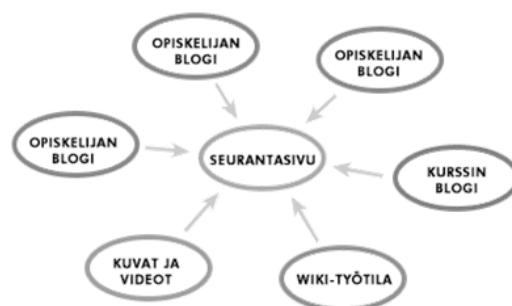 OPISKELIJAN
BLOGI
OPISKELIJAN
BLOGI
OPISKELIJAN
BLOGI
SEURANTASIVU
KURSSIN
BLOGI
KUVAT JA
VIDEOT
WIKI-TYÖTILA